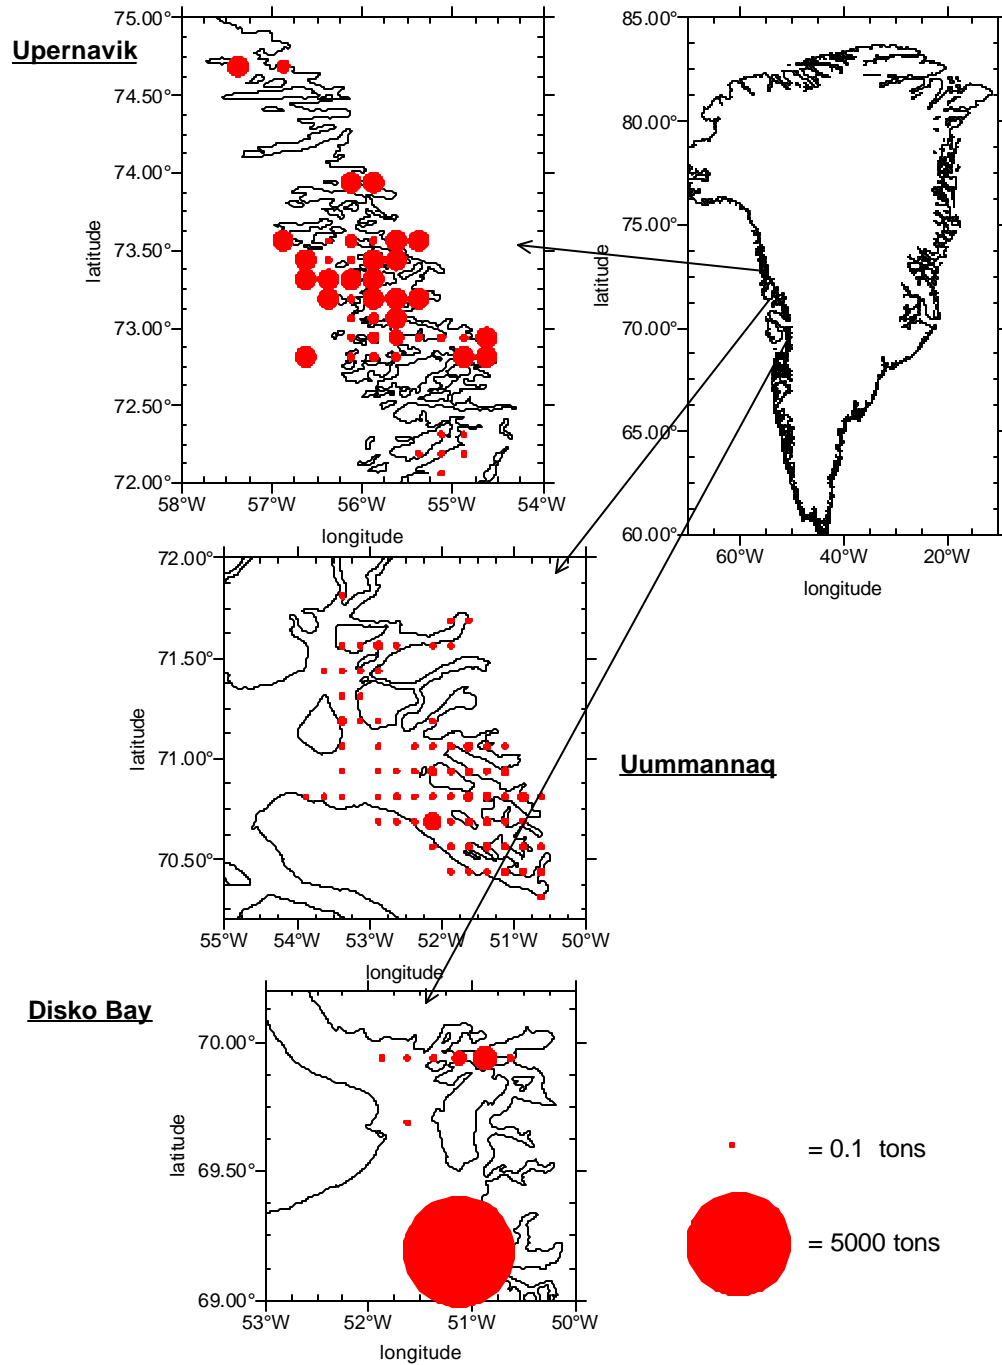 Upernavik
75.00°
74.50°
74.00°
73.50°
73.00°
72.50°
72.00°
latitude
58°W 57°W 56°W 55°W 54°W
longitude
85.00°
80.00°
75.00°
70.00°
65.00°
60.00°
latitude
60°W 40°W 20°W
longitude
72.00°
71.50°
71.00°
70.50°
latitude
55°W 54°W 53°W 52°W 51°W 50°W
longitude
Uummannaq
Disko Bay
70.00°
69.50°
69.00°
latitude
53°W 52°W 51°W 50°W
longitude
= 0.1 tons
= 5000 tons